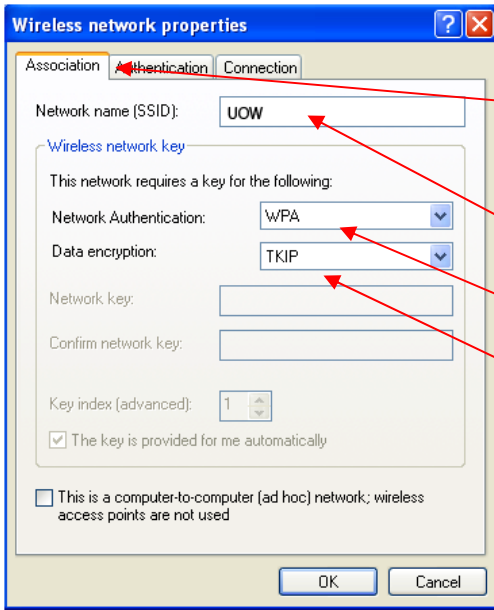 Wireless network properties
Association Authentication Connection
Network name (SSID): UOW
Wireless network key
This network requires a key for the following:
Network Authentication: WPA
Data encryption: TKIP
Network key:
Confirm network key:
Key index (advanced): 1
The key is provided for me automatically
This is a computer-to-computer (ad hoc) network; wireless
access points are not used
OK Cancel